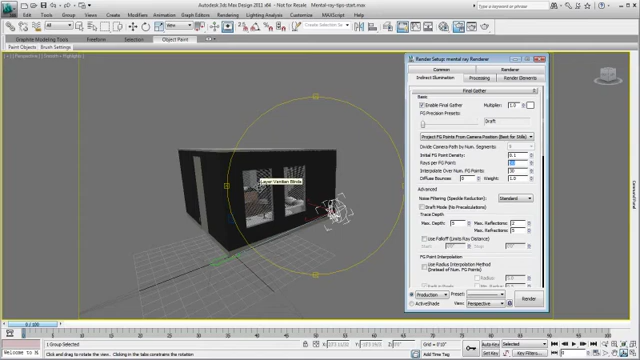 Autodesk 3ds Max Design 2012 x64 - Not for Resale Mental-ray-tips-start.max
Edit Tools Group Views Create Modifiers Animation Graph Editors Rendering Lighting Analysis Customize MAXScript Help
Graphite Modeling Tools Freeform Selection Object Paint
Paint Objects Brush Settings
Render Setup: mental ray Renderer
Common Renderer
Indirect Illumination Processing Render Elements
Final Gather
Basic
Enable Final Gather Multiplier: 1.0
FG Precision Presets:
Draft
Project FG Points From Camera Position (Best for Stills)
Divide Camera Path by Num. Segments:
Initial FG Point Density: 0.1
Rays per FG Point:
Interpolate Over Num. FG Points: 30
Diffuse Bounces: 0 Weight: 1.0
Advanced
Noise Filtering (Speckle Reduction): Standard
Draft Mode (No Precalculations)
Trace Depth
Max. Depth: 5 Max. Reflections: 2
Max. Refractions: 5
Use Falloff (Limits Ray Distance)
Start: Stop:
FG Point Interpolation
Use Radius Interpolation Method
(Instead of Num. FG Points)
Radius:
Production Preset:
ActiveShade View: Perspective
Render
Layer: Venetian Blinds
0 / 100
1 Group Selected
Grid = 0'10"
Auto Key Selected
Welcome to M
Click and drag to rotate the view. Clicking in the tabs constrains the rotation
Add Time Tag
Set Key Key Filters...